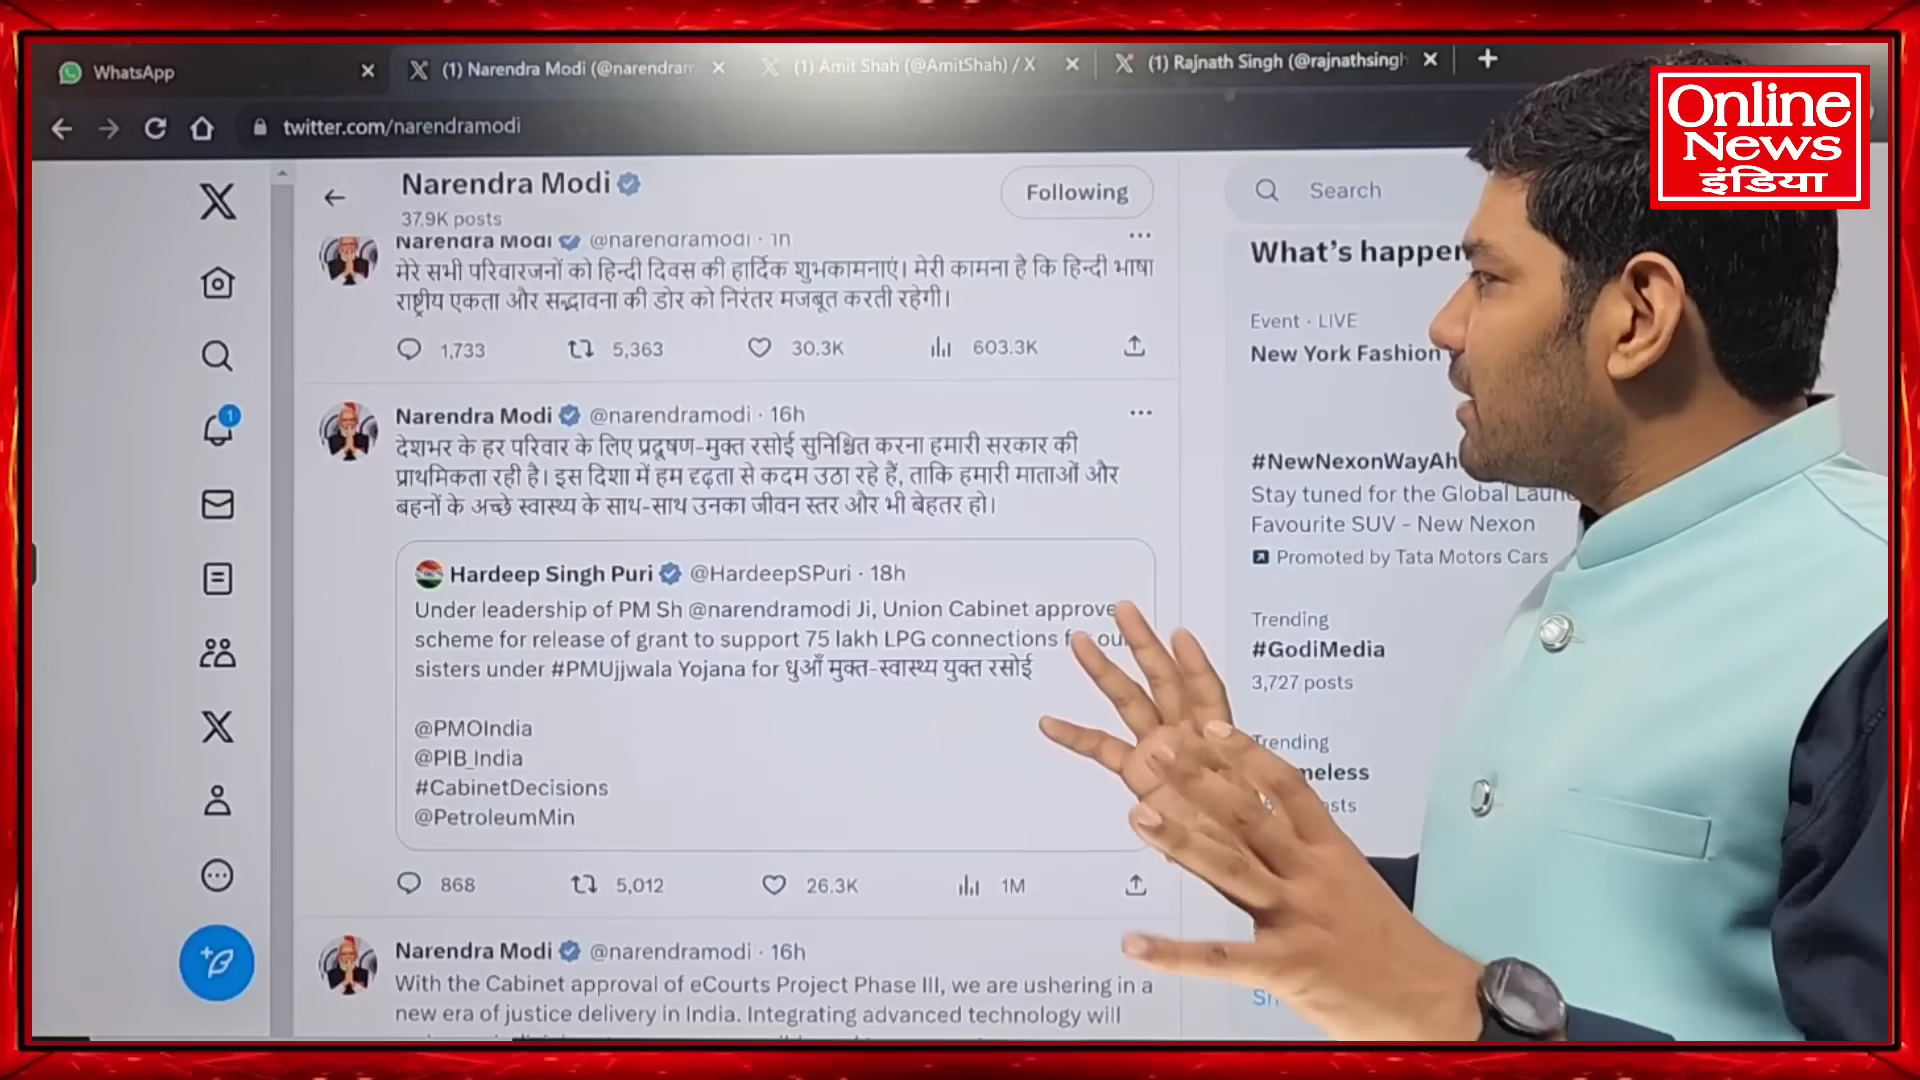 WhatsApp
(1) Narendra Modi (@narendram
(1) Amit Shah (@AmitShah) / X
(1) Rajnath Singh (@rajnathsingh
twitter.com/narendramodi
Online
News
इंडिया
Narendra Modi
37.9K posts
Following
Search
Narendra Modi @narendramodi · 1h
मेरे सभी परिवारजनों को हिन्दी दिवस की हार्दिक शुभकामनाएं। मेरी कामना है कि हिन्दी भाषा
राष्ट्रीय एकता और सद्भावना की डोर को निरंतर मजबूत करती रहेगी।
1,733 5,363 30.3K 603.3K
Narendra Modi @narendramodi · 16h
देशभर के हर परिवार के लिए प्रदूषण-मुक्त रसोई सुनिश्चित करना हमारी सरकार की
प्राथमिकता रही है। इस दिशा में हम दृढ़ता से कदम उठा रहे हैं, ताकि हमारी माताओं और
बहनों के अच्छे स्वास्थ्य के साथ-साथ उनका जीवन स्तर और भी बेहतर हो।
Hardeep Singh Puri @HardeepSPuri · 18h
Under leadership of PM Sh @narendramodi Ji, Union Cabinet approve
scheme for release of grant to support 75 lakh LPG connections f ou
sisters under #PMUjjwala Yojana for धुआँ मुक्त-स्वास्थ्य युक्त रसोई
@PMOIndia
@PIB_India
#CabinetDecisions
@PetroleumMin
868 5,012 26.3K 1M
Narendra Modi @narendramodi · 16h
With the Cabinet approval of eCourts Project Phase III, we are ushering in a
new era of justice delivery in India. Integrating advanced technology will
What's happen
Event · LIVE
New York Fashion
#NewNexonWayAh
Stay tuned for the Global Laun
Favourite SUV - New Nexon
Promoted by Tata Motors Cars
Trending
#GodiMedia
3,727 posts
Trending
meless
sts
1